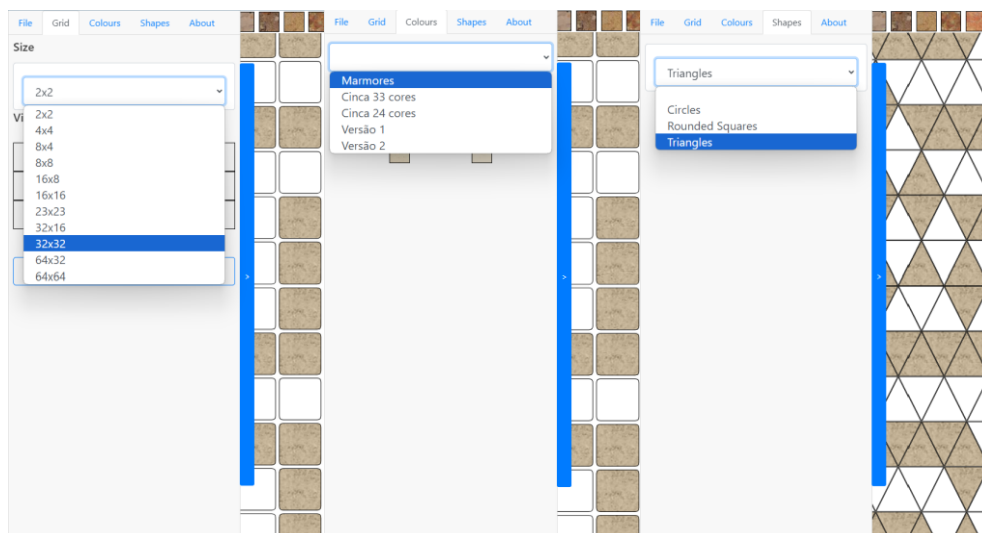 File Grid Colours Shapes About
Size
2x2
2x2
Vi
4x4
8x4
8x8
16x8
16x16
23x23
32x16
32x32
64x32
64x64
>
File Grid Colours Shapes About
Marmores
Cinca 33 cores
Cinca 24 cores
Versão 1
Versão 2
>
File Grid Colours Shapes About
Triangles
Circles
Rounded Squares
Triangles
>